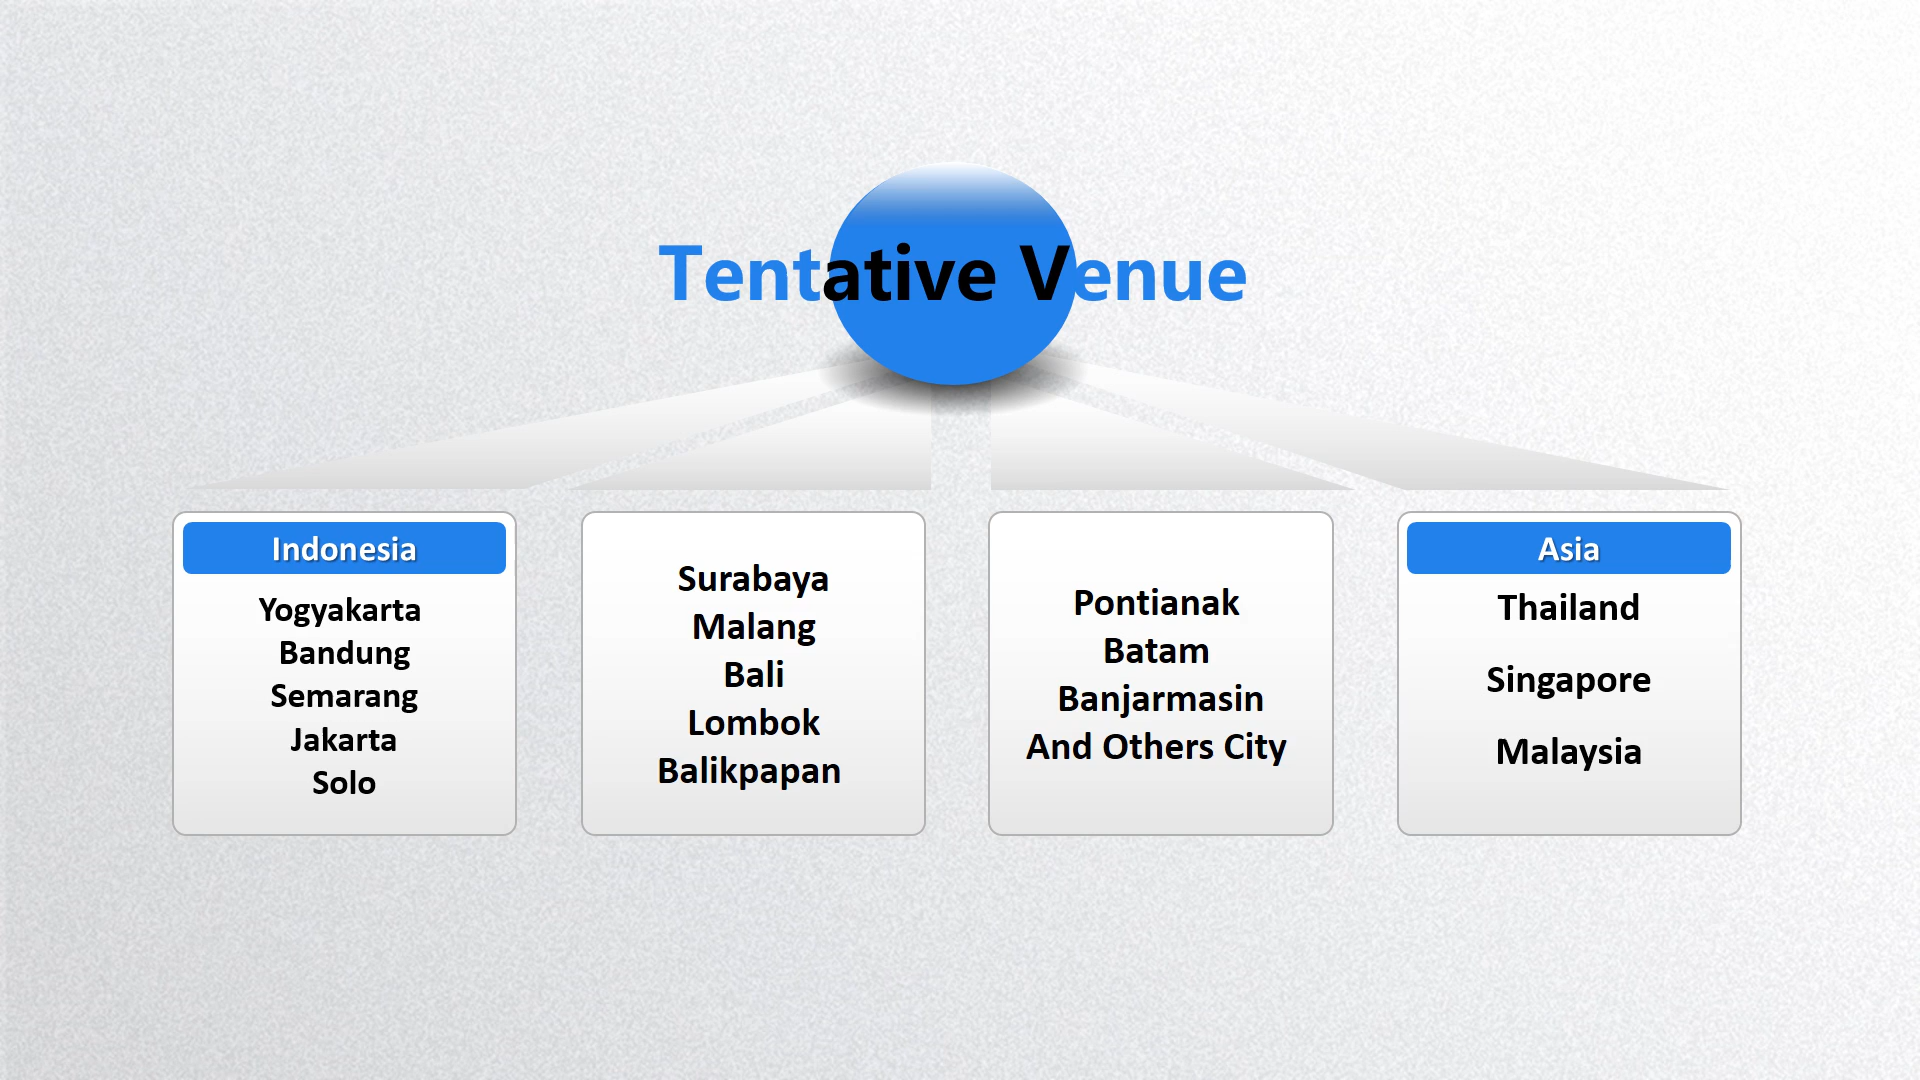 Tentative Venue
Indonesia
Yogyakarta
Bandung
Semarang
Jakarta
Solo
Surabaya
Malang
Bali
Lombok
Balikpapan
Pontianak
Batam
Banjarmasin
And Others City
Asia
Thailand
Singapore
Malaysia